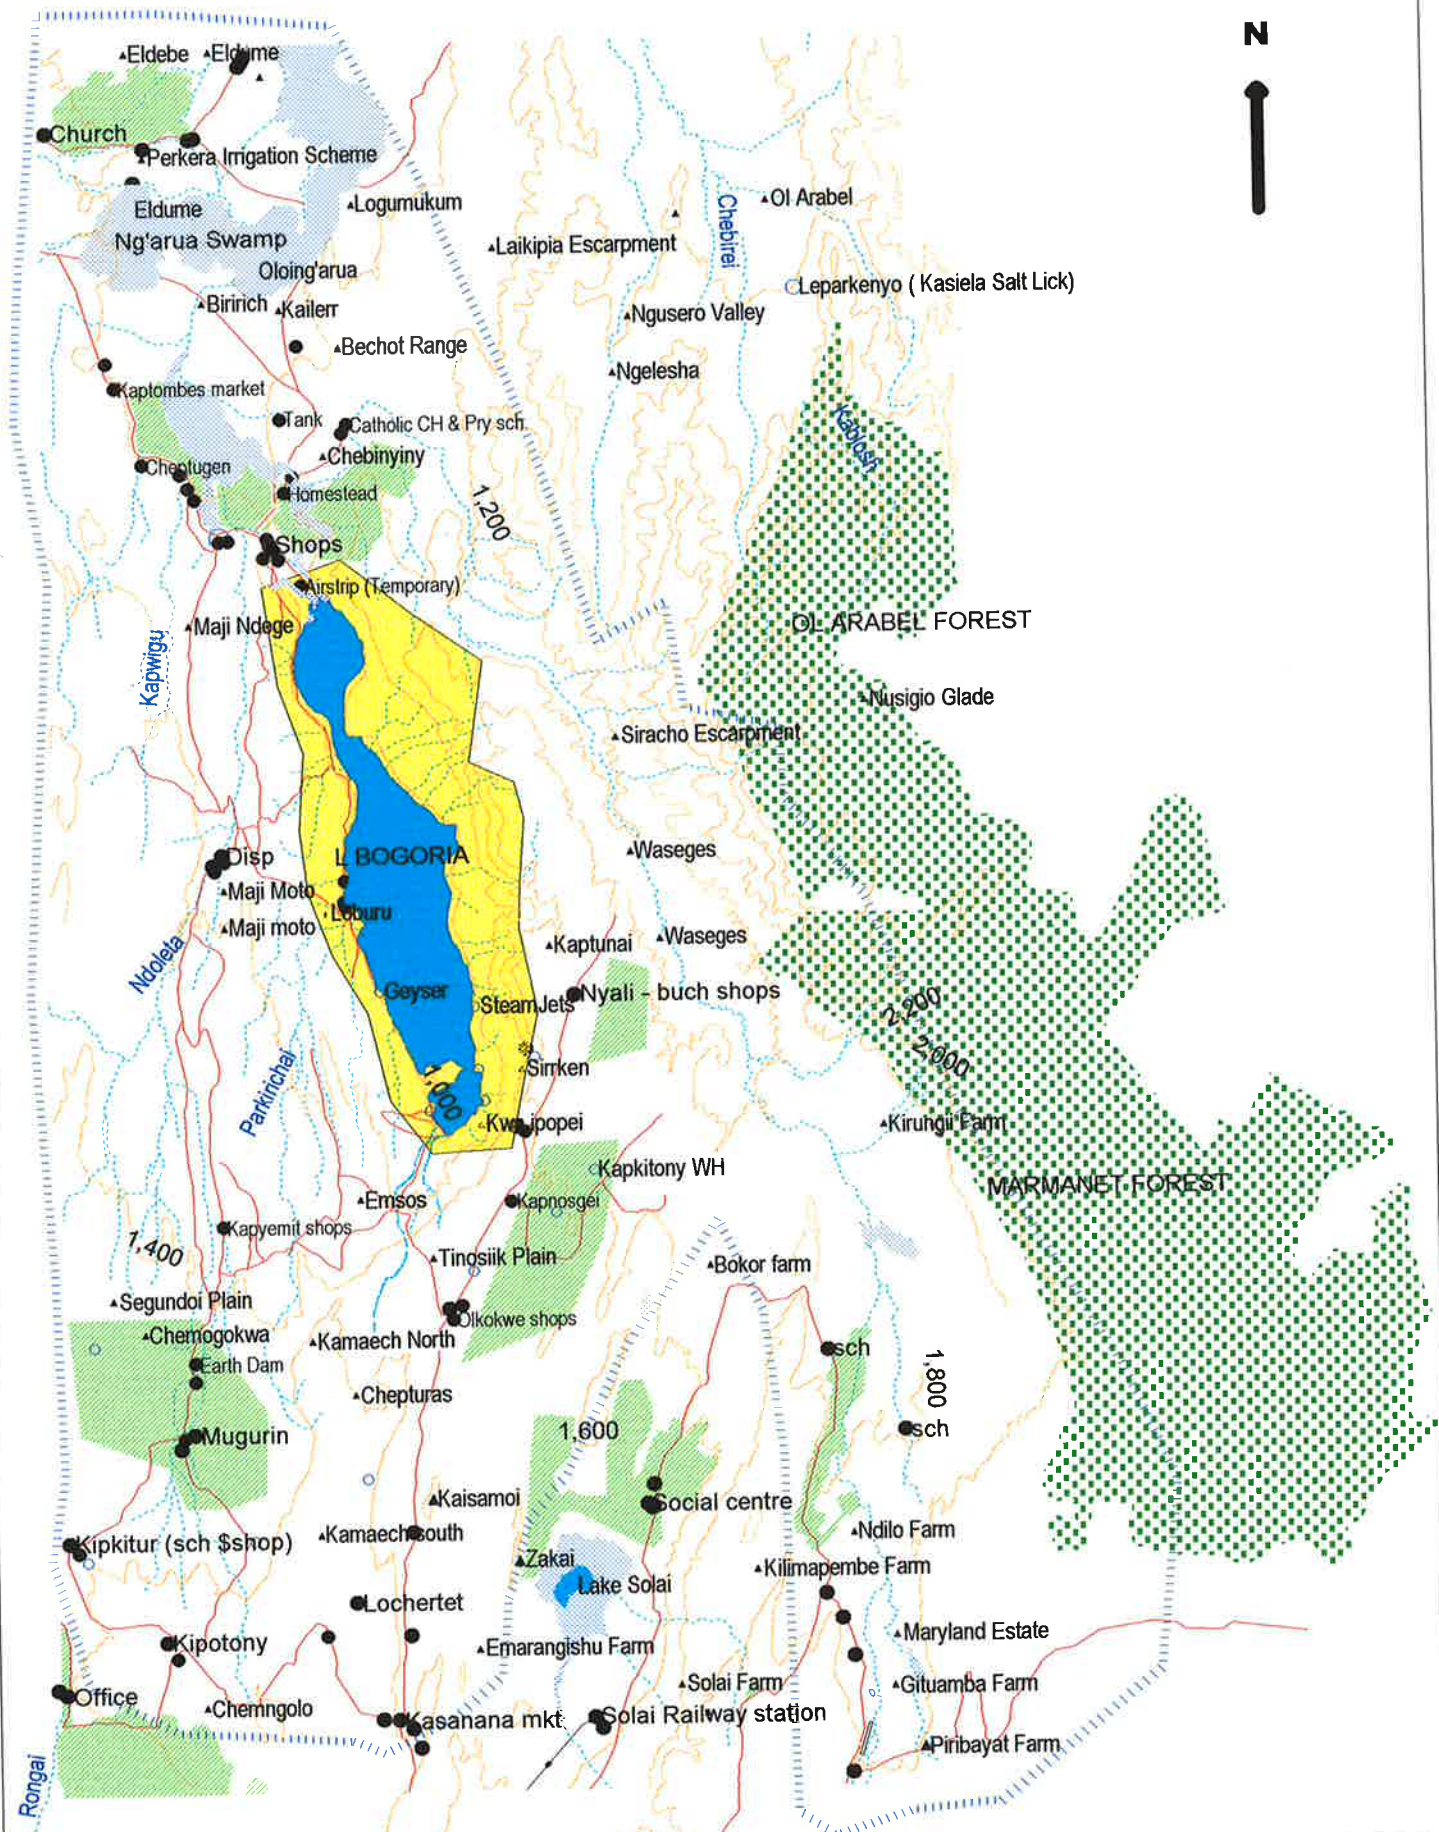 N
Eldebe
Eldume
Church
Perkera Irrigation Scheme
Eldume
Logumukum
Ol Arabel
Chebirei
Ng'arua Swamp
Laikipia Escarpment
Oloing'arua
Leparkenyo ( Kasiela Salt Lick)
Biririch
Kailerr
Ngusero Valley
Bechot Range
Ngelesha
Kaptombes market
Tank
Catholic CH & Pry sch
Kablosh
Chebinyiny
Cheptugen
Homestead
1,200
Shops
Airstrip (Temporary)
Maji Ndege
OL ARABEL FOREST
Kapwigu
Nusigio Glade
Siracho Escarpment
Disp
L BOGORIA
Waseges
Maji Moto
Loburu
Maji moto
Kaptunai
Waseges
Ndoleta
Geyser
SteamJets
Nyali - buch shops
2,200
2,000
Sirrken
1,000
Parkirichai
Kwa jpopei
Kirungii Farm
Kapkitony WH
MARMANET FOREST
Emsos
Kapnosgei
Kapyemit shops
1,400
Tinosiik Plain
Bokor farm
Segundoi Plain
Olkokwe shops
Chemogokwa
Kamaech North
sch
Earth Dam
1,800
Chepturas
Mugurin
1,600
sch
Kaisamoi
Social centre
Kipkitur (sch $shop)
Kamaech south
Ndilo Farm
Zakai
Kilimapembe Farm
Lake Solai
Lochertet
Kipotony
Emarangishu Farm
Maryland Estate
Office
Solai Farm
Gituamba Farm
Chemngolo
Kasanana mkt
Solai Railway station
Piribayat Farm
Rongai